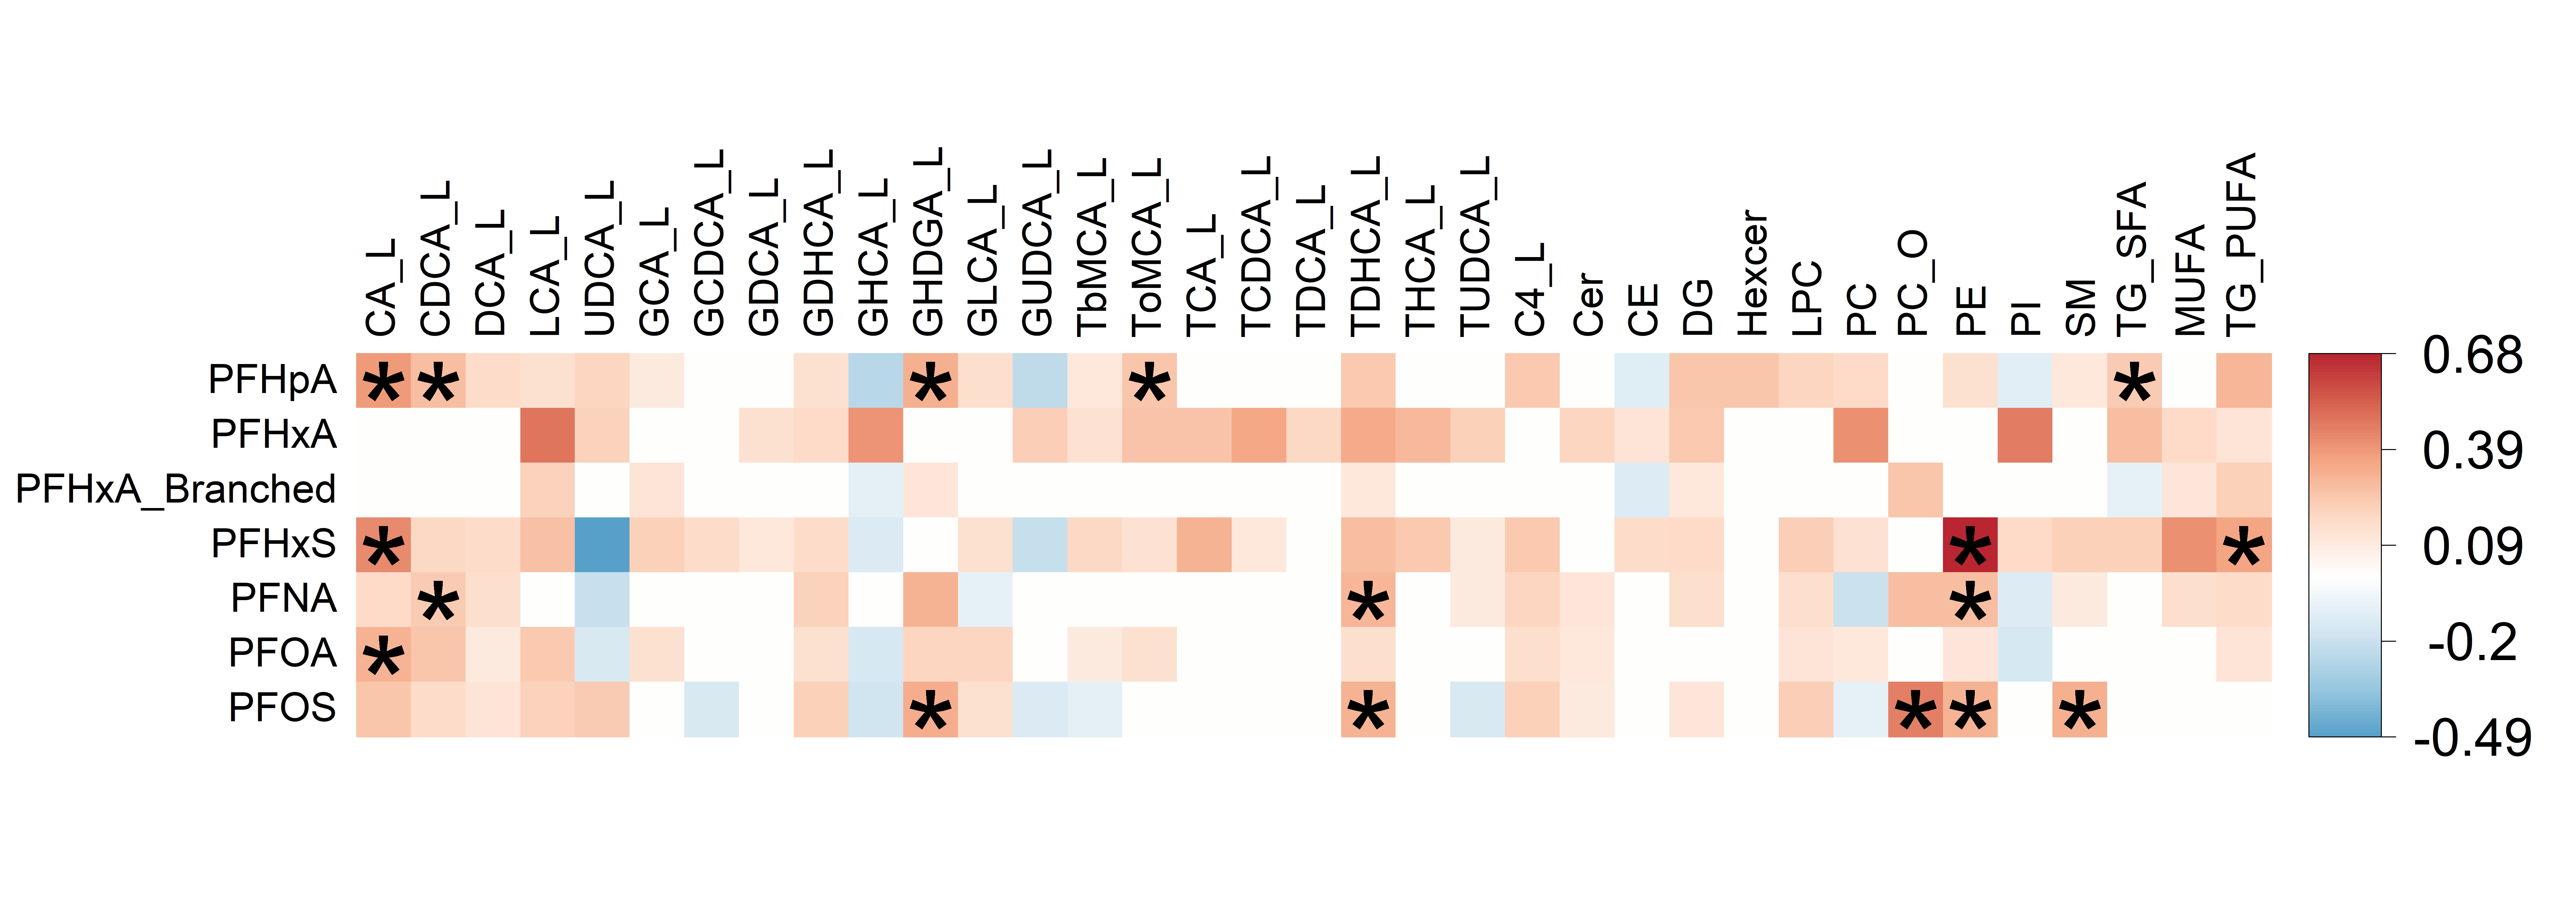 CA_L
CDCA_L
DCA_L
LCA_L
UDCA_L
GCA_L
GCDCA_L
GDCA_L
GDHCA_L
GHCA_L
GHDGA_L
GLCA_L
GUDCA_L
TbMCA_L
ToMCA_L
TCA_L
TCDCA_L
TDCA_L
TDHCA_L
THCA_L
TUDCA_L
C4_L
Cer
CE
DG
Hexcer
LPC
PC
PC_O
PE
PI
SM
TG_SFA
MUFA
TG_PUFA
PFHpA * * * * *
PFHxA
PFHxA_Branched
PFHxS * * *
PFNA * * *
PFOA *
PFOS * * * * *
0.68
0.39
0.09
-0.2
-0.49